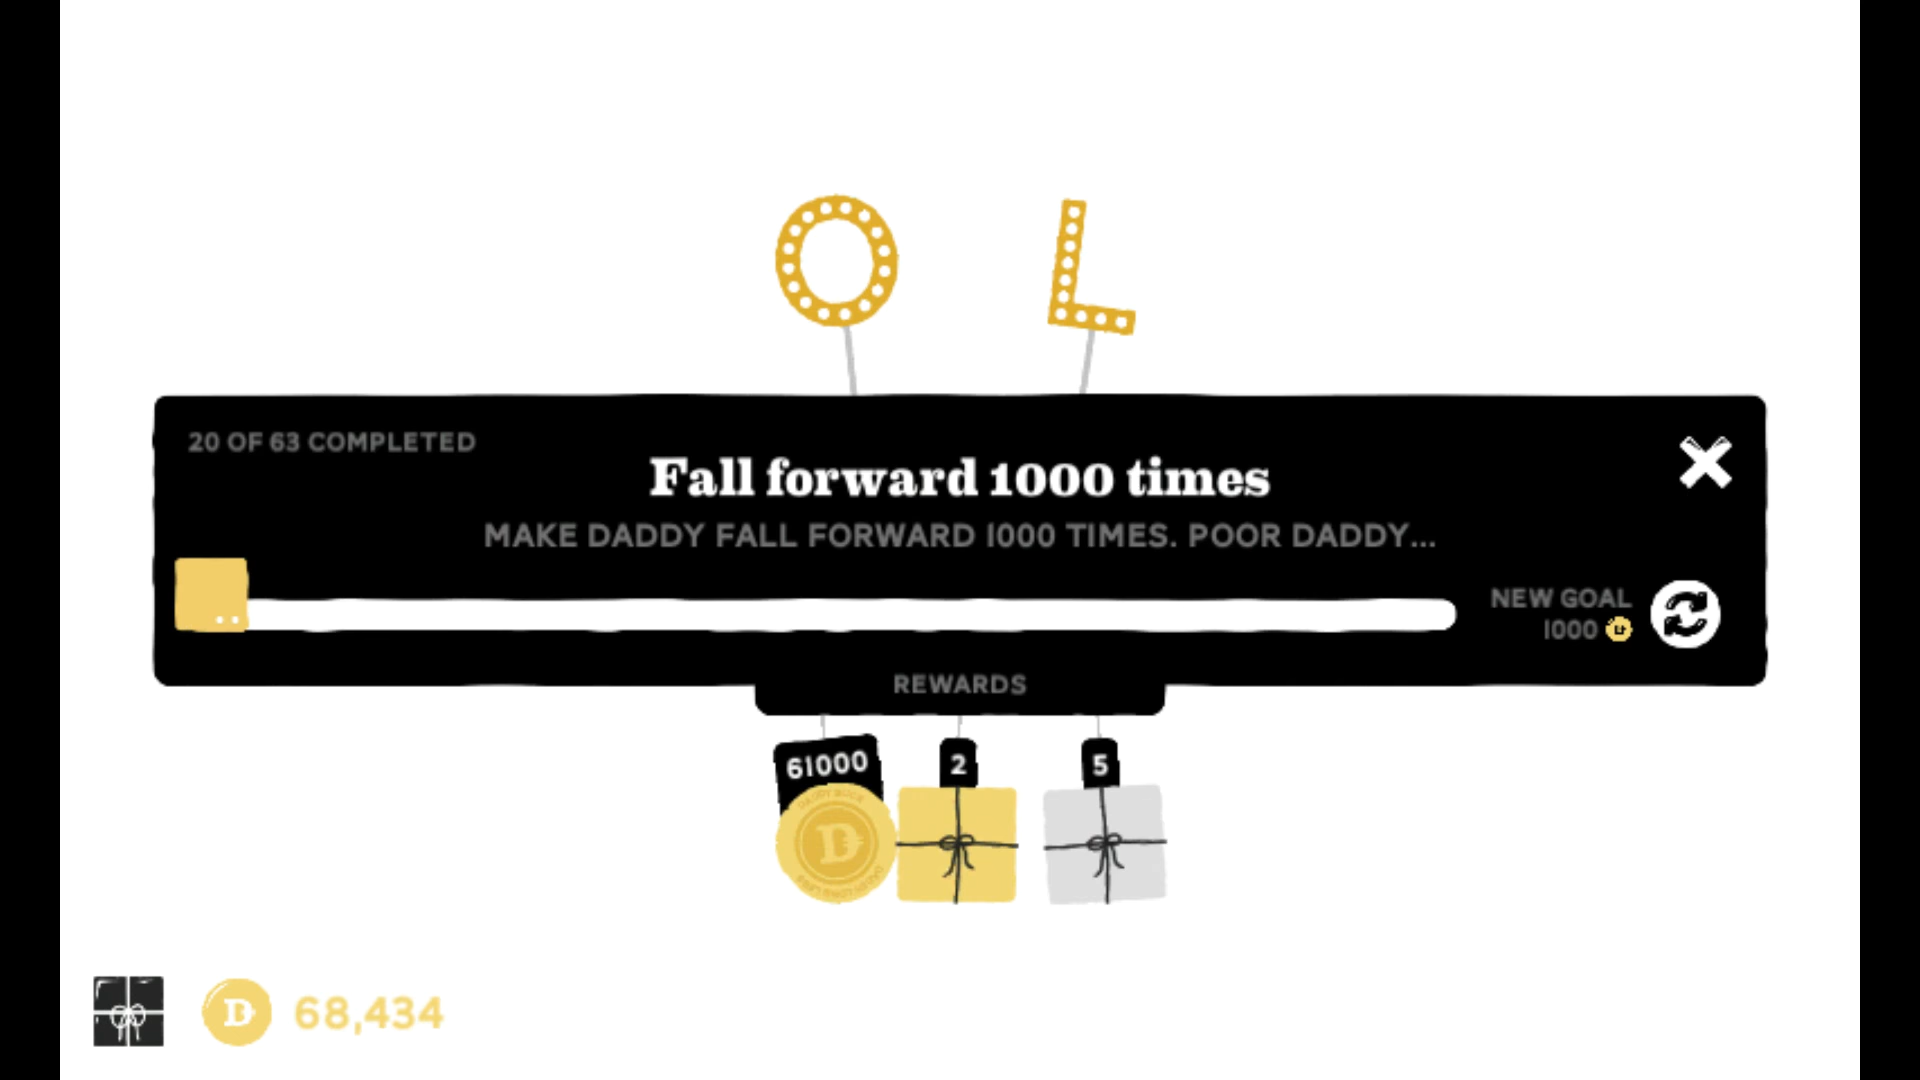 O L
20 OF 63 COMPLETED
Fall forward 1000 times
MAKE DADDY FALL FORWARD 1000 TIMES. POOR DADDY...
NEW GOAL
1000
REWARDS
61000
2
5
D
D
68,434